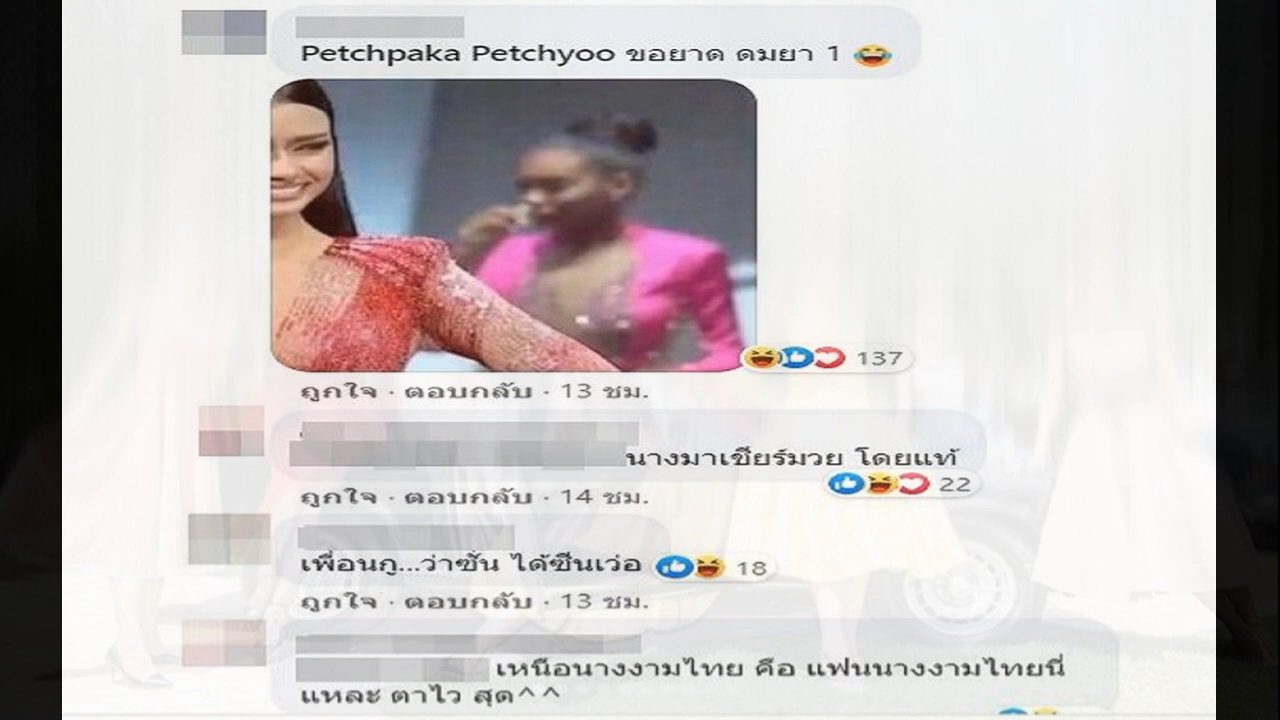 Petchpaka Petchyoo ขอยาด ดมยา 1 😂
137
ถูกใจ · ตอบกลับ · 13 ชม.
นางมาเชียร์มวย โดยแท้
22
ถูกใจ · ตอบกลับ · 14 ชม.
เพื่อนกู...ว่าซั่น ได้ซีนเว่อ
18
ถูกใจ · ตอบกลับ · 13 ชม.
เหนือนางงามไทย คือ แฟนนางงามไทยนี่
แหละ ตาไว สุด^^